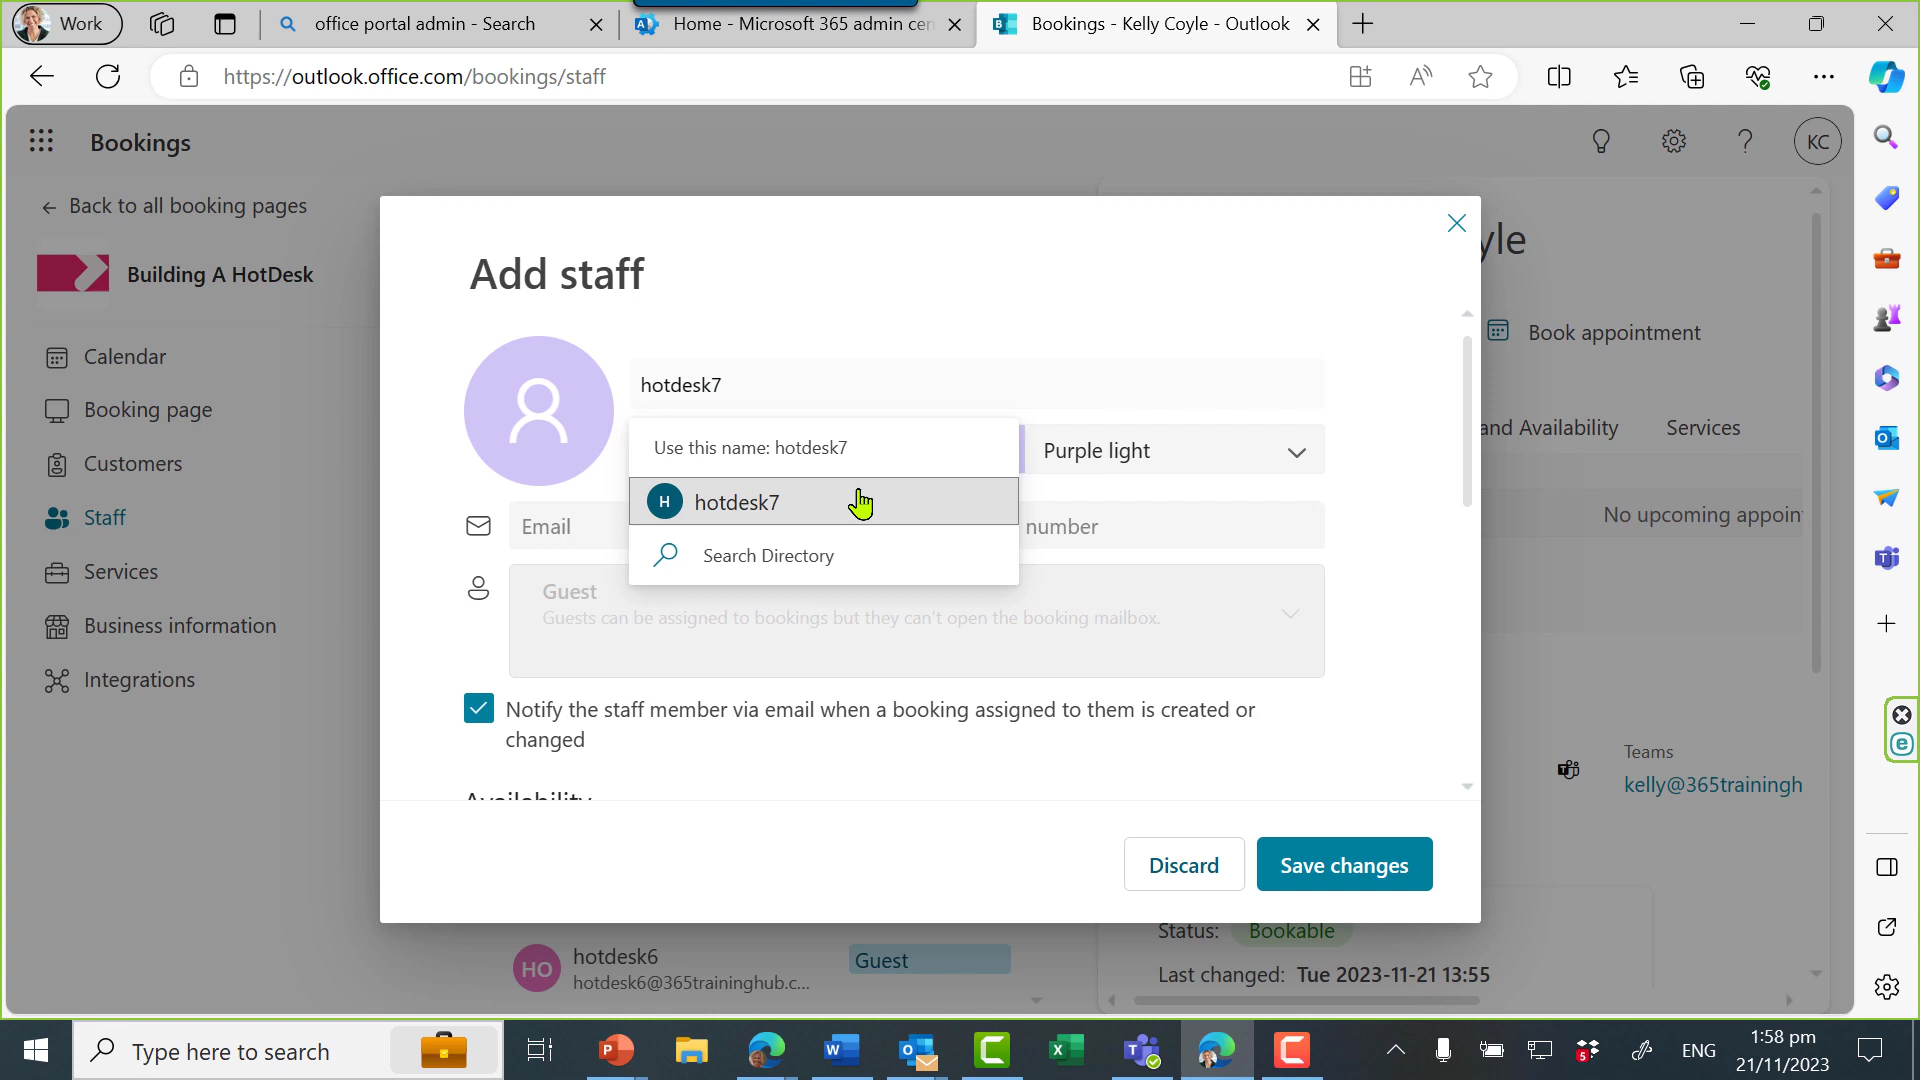 Work
office portal admin - Search
Home - Microsoft 365 admin cen
Bookings - Kelly Coyle - Outlook
https://outlook.office.com/bookings/staff
Bookings
KC
Back to all booking pages
Building A HotDesk
Calendar
Booking page
Customers
Staff
Services
Business information
Integrations
yle
Book appointment
and Availability
Services
No upcoming appoin
Teams
kelly@365trainingh
Status: Bookable
Last changed: Tue 2023-11-21 13:55
Add staff
hotdesk7
Use this name: hotdesk7
H hotdesk7
Search Directory
Purple light
Email
number
Guest
Guests can be assigned to bookings but they can't open the booking mailbox.
Notify the staff member via email when a booking assigned to them is created or
changed
Availability
Discard
Save changes
HO
hotdesk6
hotdesk6@365traininghub.c...
Guest
Type here to search
ENG
1:58 pm
21/11/2023